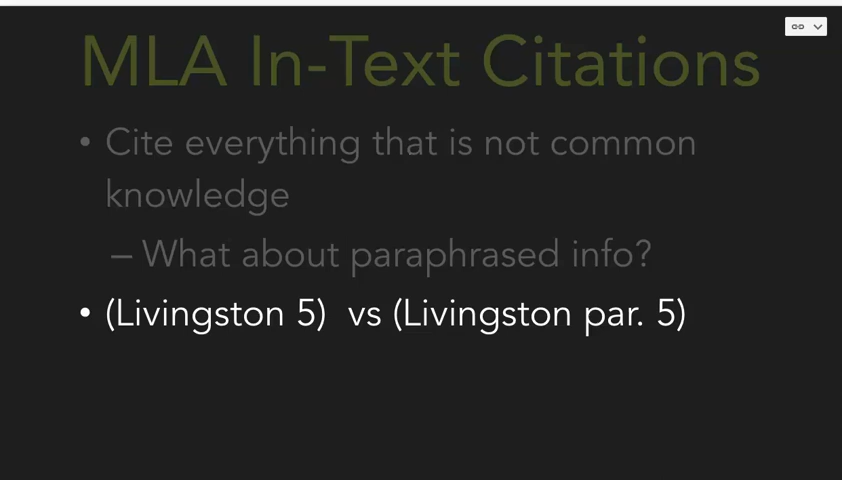 MLA In-Text Citations
• Cite everything that is not common
knowledge
– What about paraphrased info?
• (Livingston 5)  vs (Livingston par. 5)